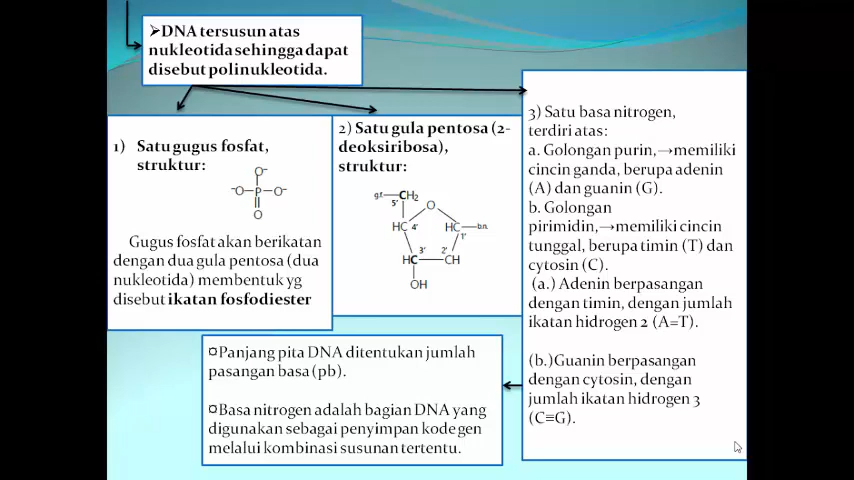 ➢DNA tersusun atas
nukleotida sehingga dapat
disebut polinukleotida.
1) Satu gugus fosfat,
struktur:
O⁻
⁻O—P—O⁻
O
Gugus fosfat akan berikatan
dengan dua gula pentosa (dua
nukleotida) membentuk yg
disebut ikatan fosfodiester
2) Satu gula pentosa (2-
deoksiribosa),
struktur:
g.f.—CH₂
5' O
HC 4' HC—b.n.
1'
3' 2'
HC—CH
OH
3) Satu basa nitrogen,
terdiri atas:
a. Golongan purin,→memiliki
cincin ganda, berupa adenin
(A) dan guanin (G).
b. Golongan
pirimidin,→memiliki cincin
tunggal, berupa timin (T) dan
cytosin (C).
(a.) Adenin berpasangan
dengan timin, dengan jumlah
ikatan hidrogen 2 (A=T).
(b.)Guanin berpasangan
dengan cytosin, dengan
jumlah ikatan hidrogen 3
(C≡G).
¤Panjang pita DNA ditentukan jumlah
pasangan basa (pb).
¤Basa nitrogen adalah bagian DNA yang
digunakan sebagai penyimpan kode gen
melalui kombinasi susunan tertentu.